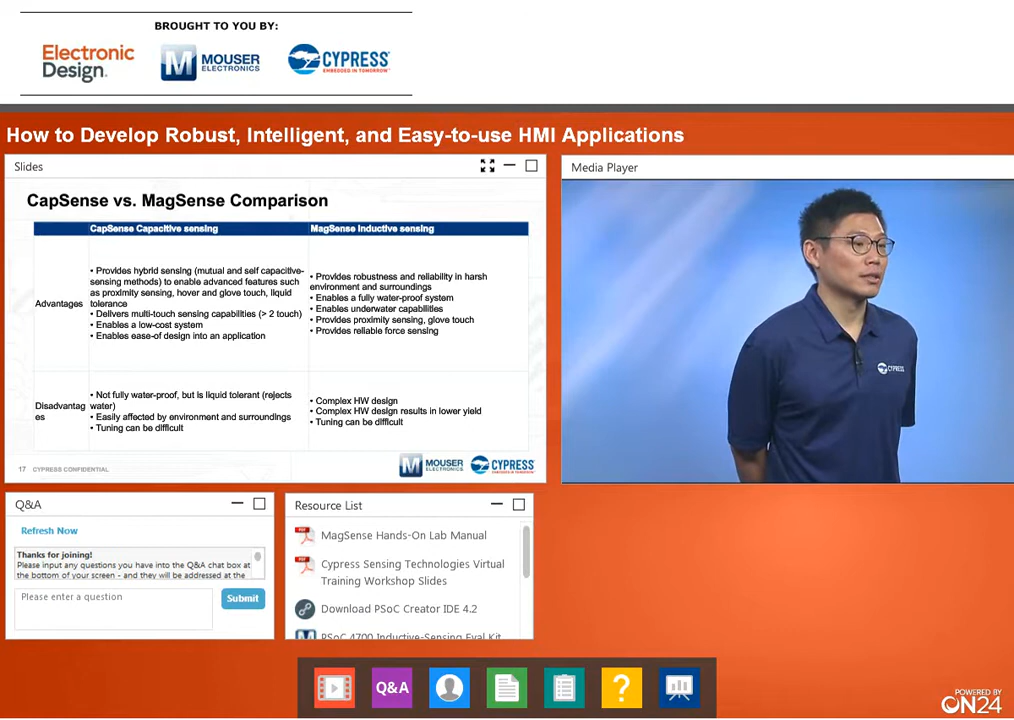 BROUGHT TO YOU BY:
Electronic
Design.
M MOUSER
ELECTRONICS
CYPRESS
EMBEDDED IN TOMORROW
How to Develop Robust, Intelligent, and Easy-to-use HMI Applications
Slides
CapSense vs. MagSense Comparison
CapSense Capacitive sensing
MagSense Inductive sensing
Advantages
• Provides hybrid sensing (mutual and self capacitive-
sensing methods) to enable advanced features such
as proximity sensing, hover and glove touch, liquid
tolerance
• Delivers multi-touch sensing capabilities (> 2 touch)
• Enables a low-cost system
• Enables ease-of design into an application
• Provides robustness and reliability in harsh
environment and surroundings
• Enables a fully water-proof system
• Enables underwater capabilities
• Provides proximity sensing, glove touch
• Provides reliable force sensing
Disadvantag
es
• Not fully water-proof, but is liquid tolerant (rejects
water)
• Easily affected by environment and surroundings
• Tuning can be difficult
• Complex HW design
• Complex HW design results in lower yield
• Tuning can be difficult
17 CYPRESS CONFIDENTIAL
M MOUSER
ELECTRONICS
CYPRESS
Media Player
CYPRESS
Q&A
Refresh Now
Thanks for joining!
Please input any questions you have into the Q&A chat box at
the bottom of your screen - and they will be addressed at the
Please enter a question
Submit
Resource List
MagSense Hands-On Lab Manual
Cypress Sensing Technologies Virtual
Training Workshop Slides
Download PSoC Creator IDE 4.2
PSoC 4700 Inductive-Sensing Eval Kit
Q&A
?
POWERED BY
ON24